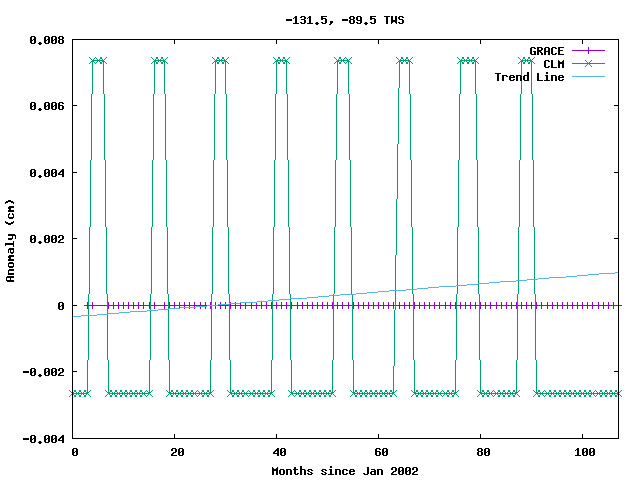 -131.5, -89.5 TWS
GRACE
CLM
Trend Line
0.008
0.006
0.004
0.002
0
-0.002
-0.004
Anomaly (cm)
0 20 40 60 80 100
Months since Jan 2002